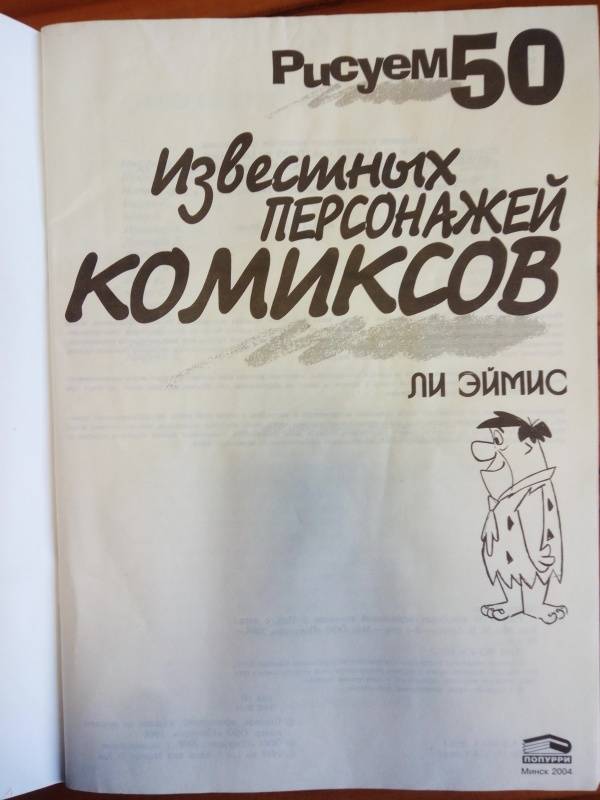 Рисуем 50
известных
ПЕРСОНАЖЕЙ
КОМИКСОВ
ЛИ ЭЙМИС
ПОПУРРИ
Минск 2004